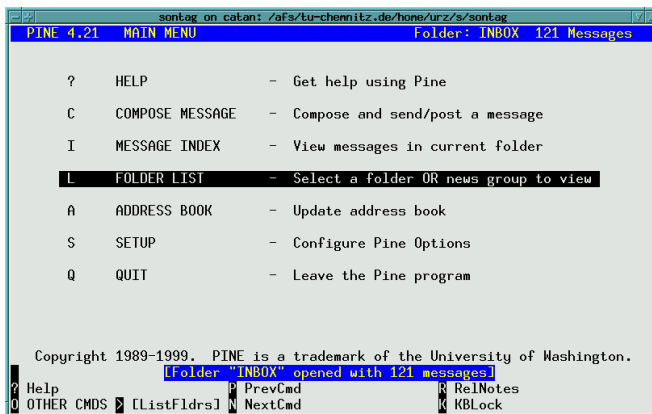 sontag on catan: /afs/tu-chemnitz.de/home/urz/s/sontag
PINE 4.21 MAIN MENU Folder: INBOX 121 Messages
? HELP - Get help using Pine
C COMPOSE MESSAGE - Compose and send/post a message
I MESSAGE INDEX - View messages in current folder
L FOLDER LIST - Select a folder OR news group to view
A ADDRESS BOOK - Update address book
S SETUP - Configure Pine Options
Q QUIT - Leave the Pine program
Copyright 1989-1999. PINE is a trademark of the University of Washington.
[Folder "INBOX" opened with 121 messages]
? Help P PrevCmd R RelNotes
O OTHER CMDS > [ListFldrs] N NextCmd K KBLock